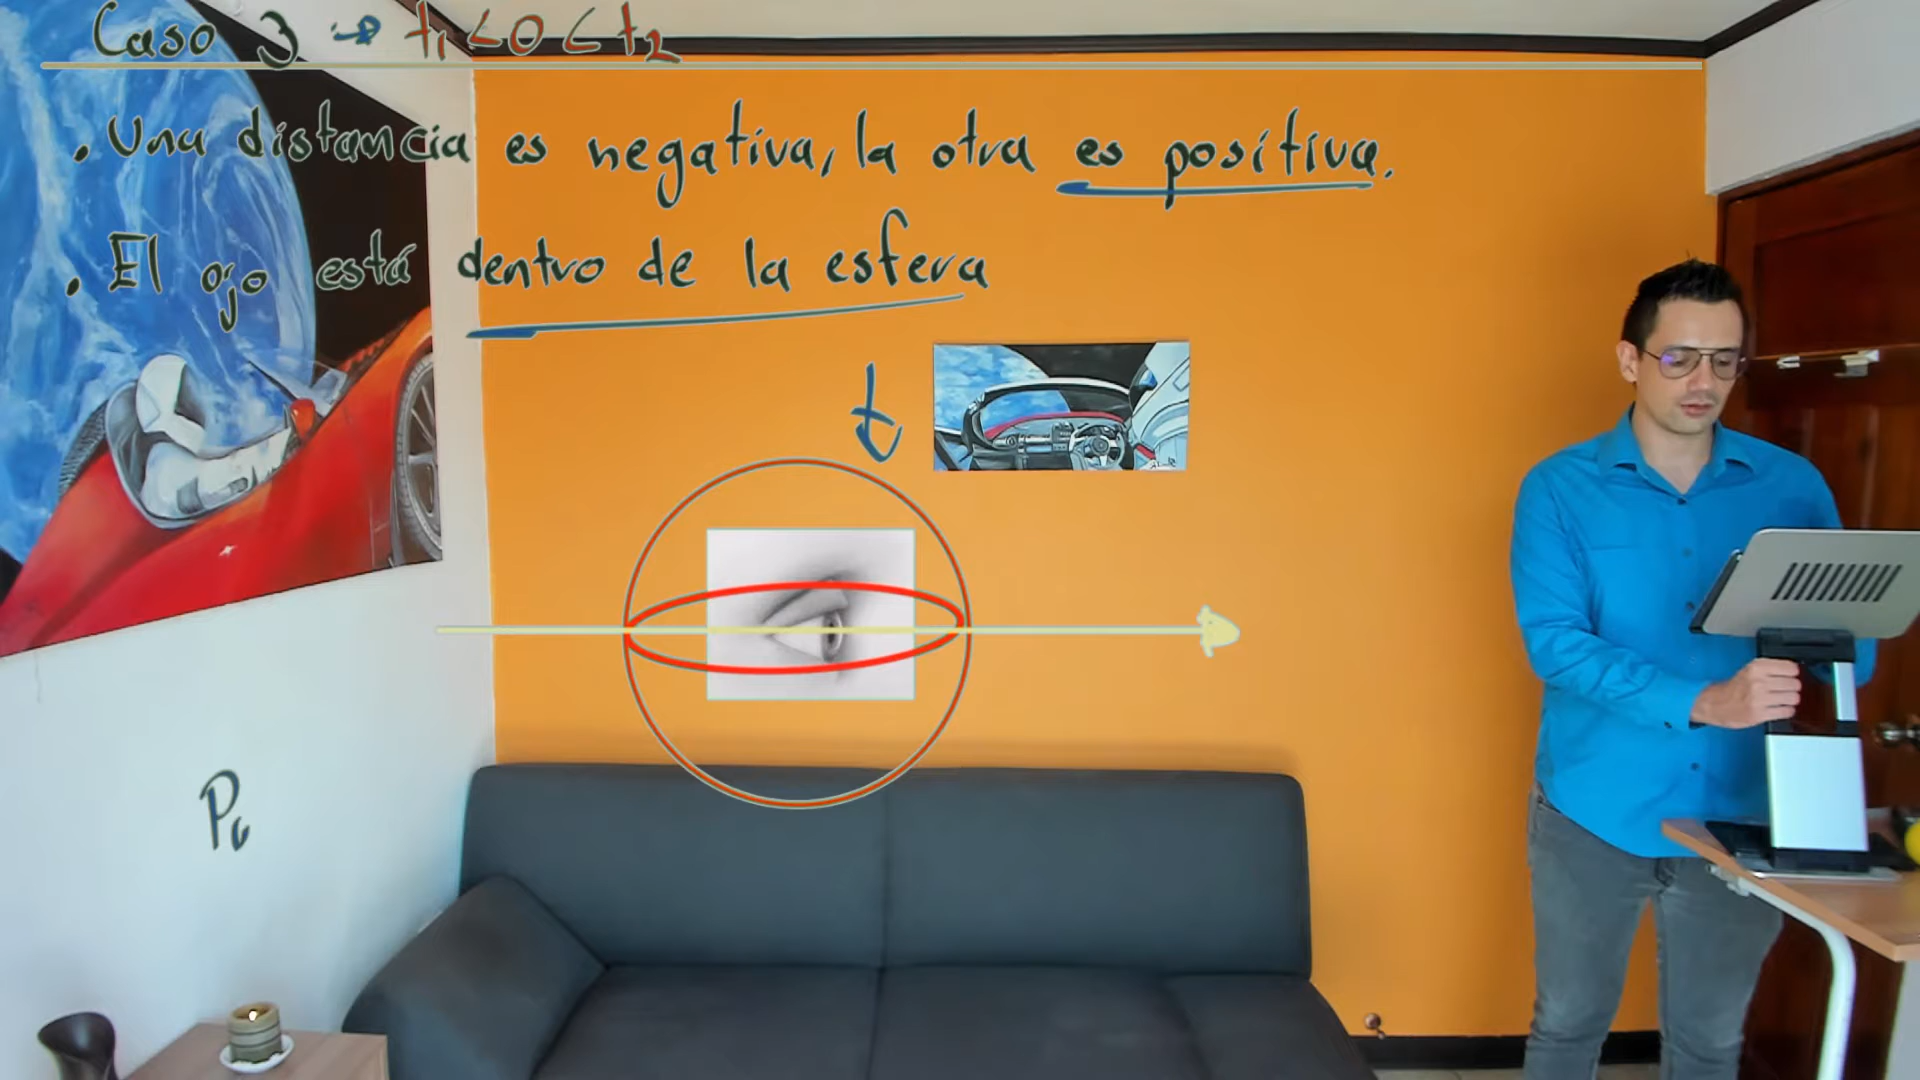 Caso 3 → t1 < 0 < t2
. Una distancia es negativa, la otra es positiva.
. El ojo está dentro de la esfera
t